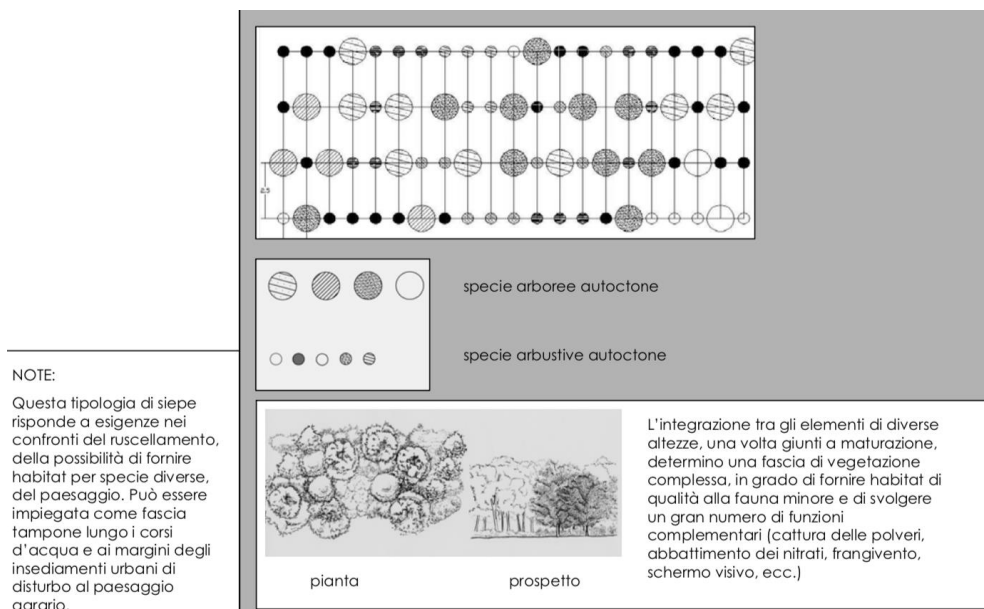 2.5
specie arboree autoctone
specie arbustive autoctone
NOTE:
Questa tipologia di siepe
risponde a esigenze nei
confronti del ruscellamento,
della possibilità di fornire
habitat per specie diverse,
del paesaggio. Può essere
impiegata come fascia
tampone lungo i corsi
d'acqua e ai margini degli
insediamenti urbani di
disturbo al paesaggio
agrario.
L'integrazione tra gli elementi di diverse
altezze, una volta giunti a maturazione,
determino una fascia di vegetazione
complessa, in grado di fornire habitat di
qualità alla fauna minore e di svolgere
un gran numero di funzioni
complementari (cattura delle polveri,
abbattimento dei nitrati, frangivento,
schermo visivo, ecc.)
pianta
prospetto